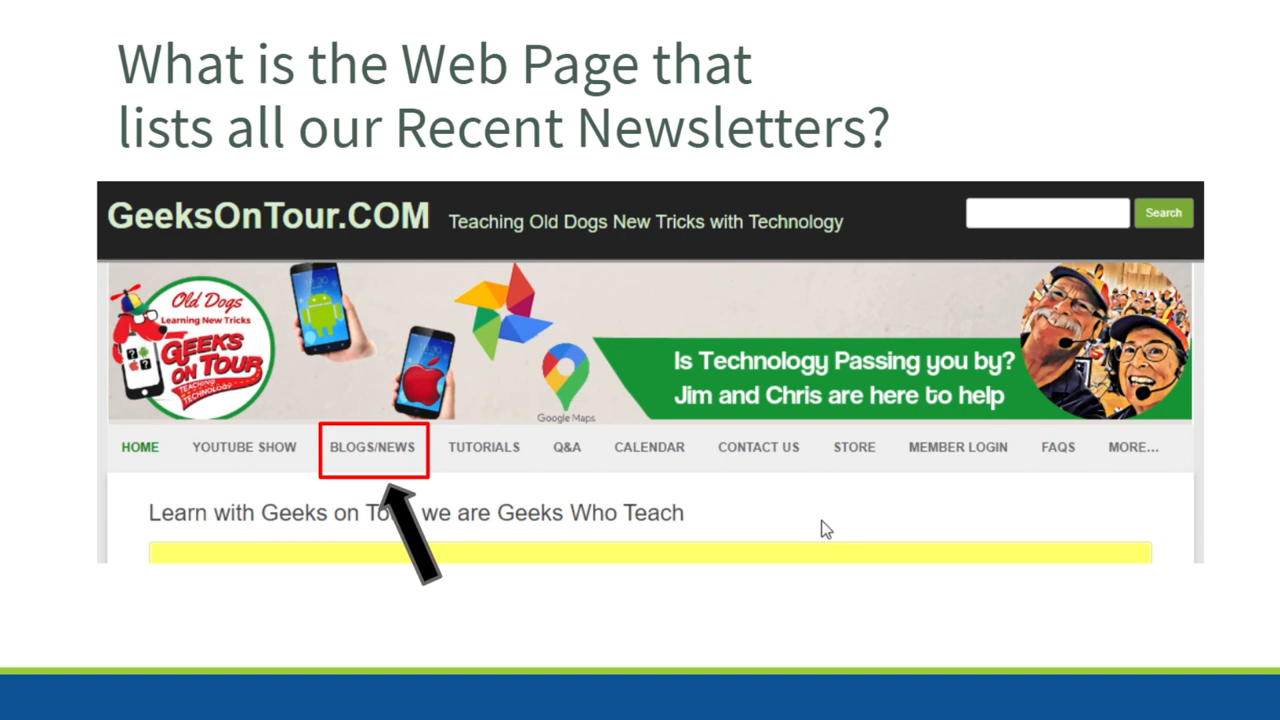 What is the Web Page that
lists all our Recent Newsletters?
GeeksOnTour.COM Teaching Old Dogs New Tricks with Technology Search
Old Dogs
Learning New Tricks
GEEKS
ON TOUR
TEACHING
TECHNOLOGY
Google Maps
Is Technology Passing you by?
Jim and Chris are here to help
HOME YOUTUBE SHOW BLOGS/NEWS TUTORIALS Q&A CALENDAR CONTACT US STORE MEMBER LOGIN FAQS MORE...
Learn with Geeks on To we are Geeks Who Teach